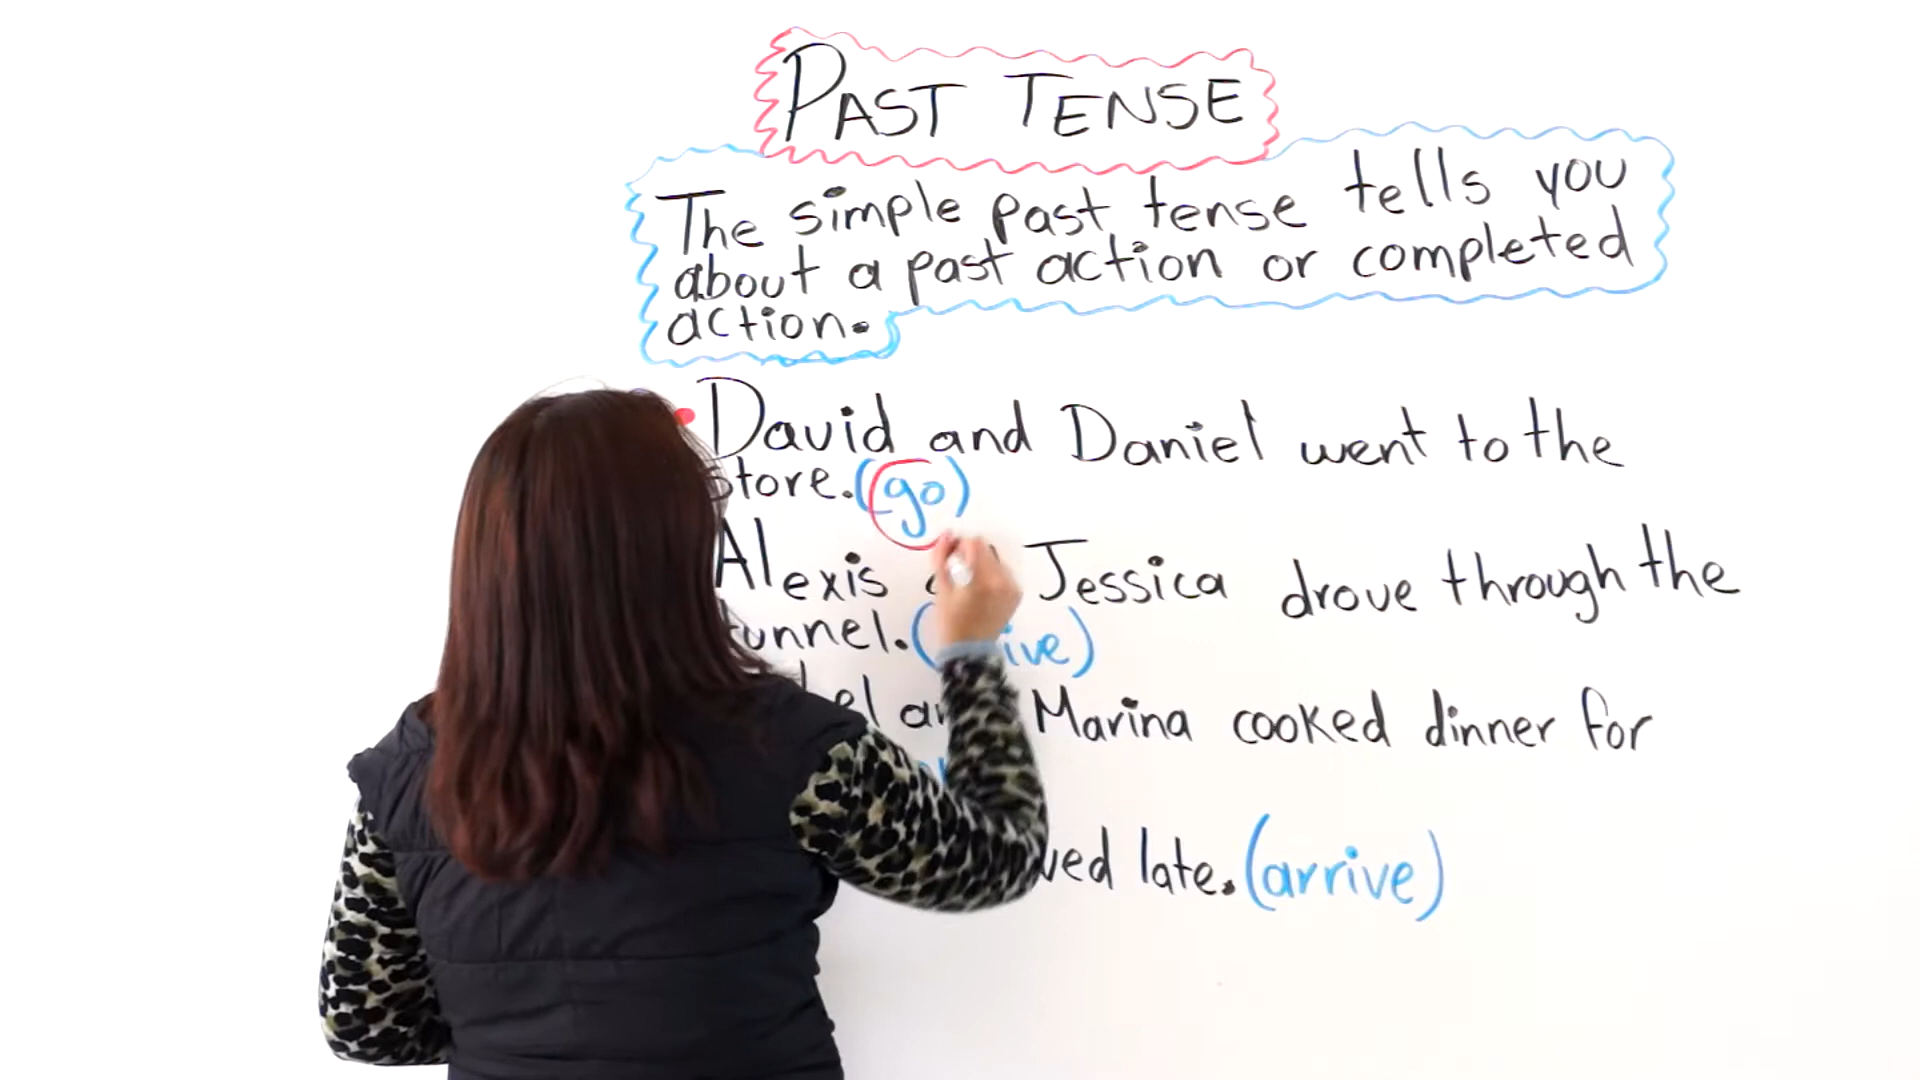 PAST TENSE
The simple past tense tells you
about a past action or completed
action.
David and Daniel went to the
store. (go)
Alexis Jessica drove through the
tunnel.
Marina cooked dinner for
late. (arrive)